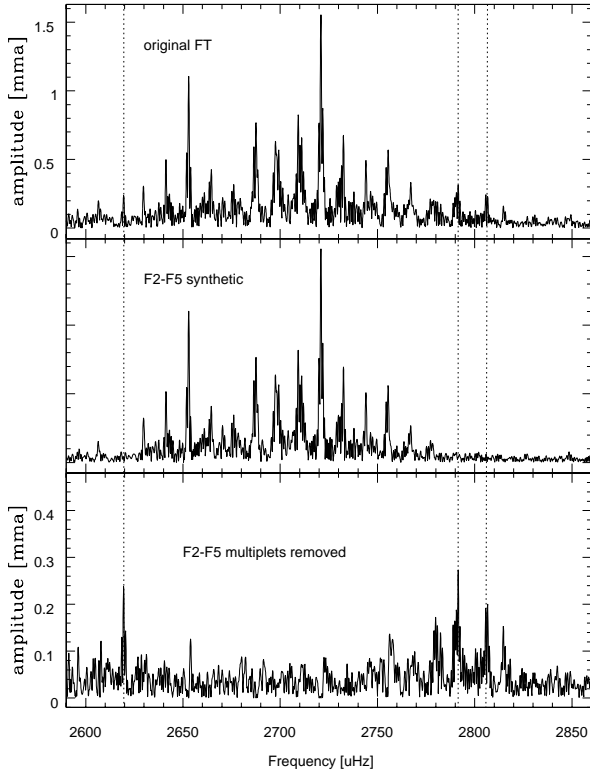 original FT
amplitude [mma]
1.5
1
0.5
0
F2-F5 synthetic
F2-F5 multiplets removed
amplitude [mma]
0.4
0.3
0.2
0.1
0
2600 2650 2700 2750 2800 2850
Frequency [uHz]